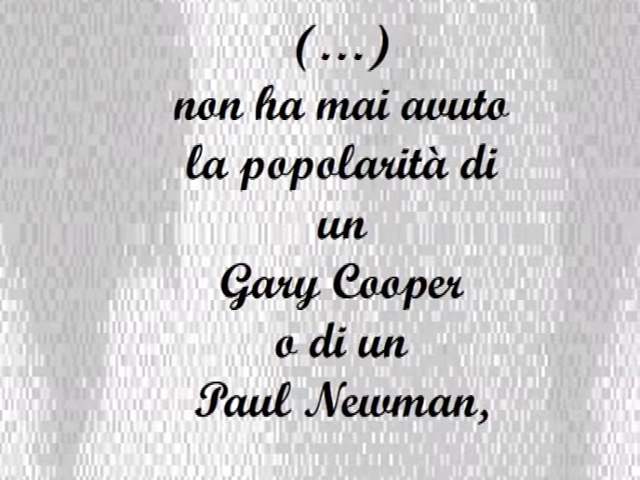 (...)
non ha mai avuto
la popolarità di
un
Gary Cooper
o di un
Paul Newman,